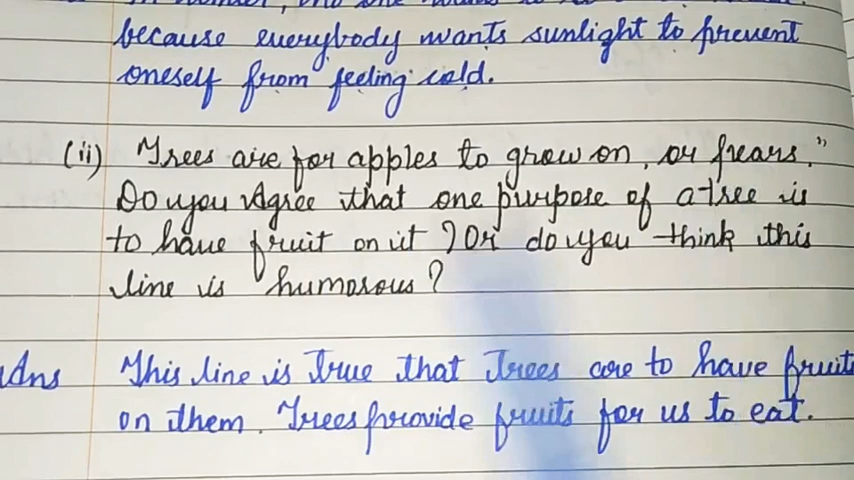 because everybody wants sunlight to prevent
oneself from feeling cold.
(ii) Trees are for apples to grow on, or pears."
Do you Agree that one purpose of a tree is
to have fruit on it ? Or do you think this
line is humorous?
Ans This line is True that Trees are to have fruits
on them. Trees provide fruits for us to eat.